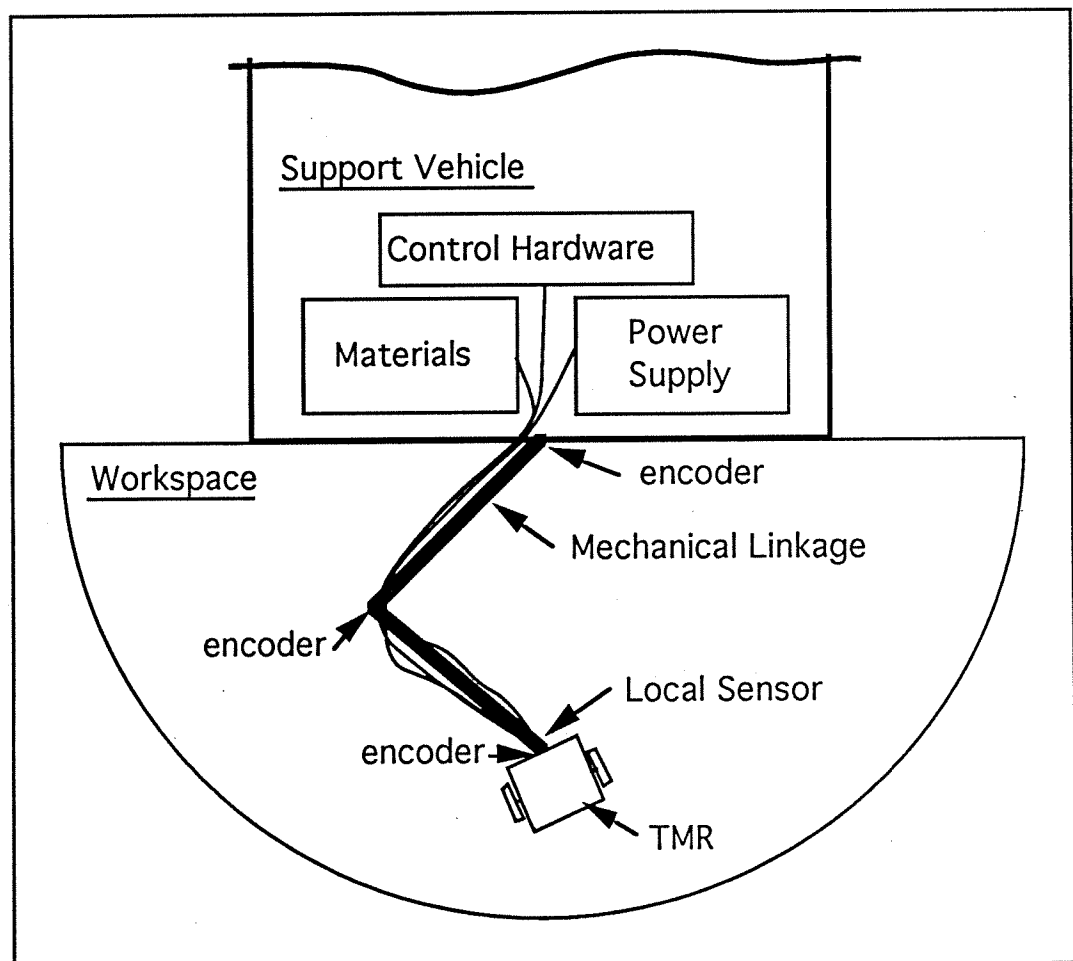 Support Vehicle
Control Hardware
Materials
Power
Supply
Workspace
encoder
Mechanical Linkage
encoder
Local Sensor
encoder
TMR